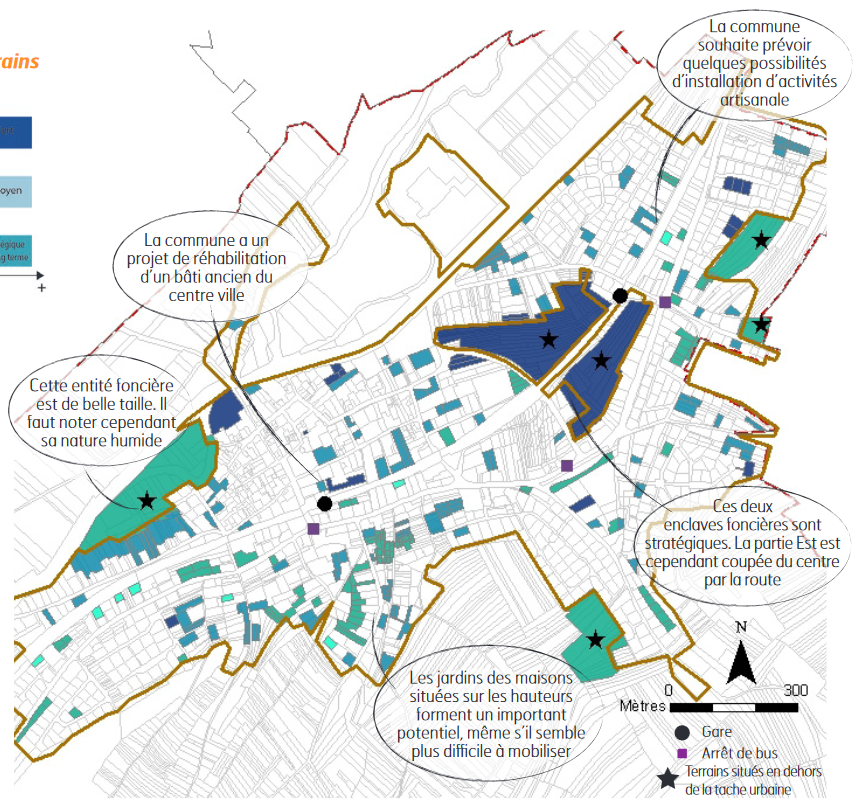 La commune
souhaite prévoir
quelques possibilités
d'installation d'activités
artisanale
rains
oyen
égique
g terme
+
La commune a un
projet de réhabilitation
d'un bâti ancien du
centre ville
Cette entité foncière
est de belle taille. Il
faut noter cependant
sa nature humide
Ces deux
enclaves foncières sont
stratégiques. La partie Est est
cependant coupée du centre
par la route
Les jardins des maisons
situées sur les hauteurs
forment un important
potentiel, même s'il semble
plus difficile à mobiliser
N
0 300
Mètres
Gare
Arrêt de bus
Terrains situés en dehors
de la tache urbaine